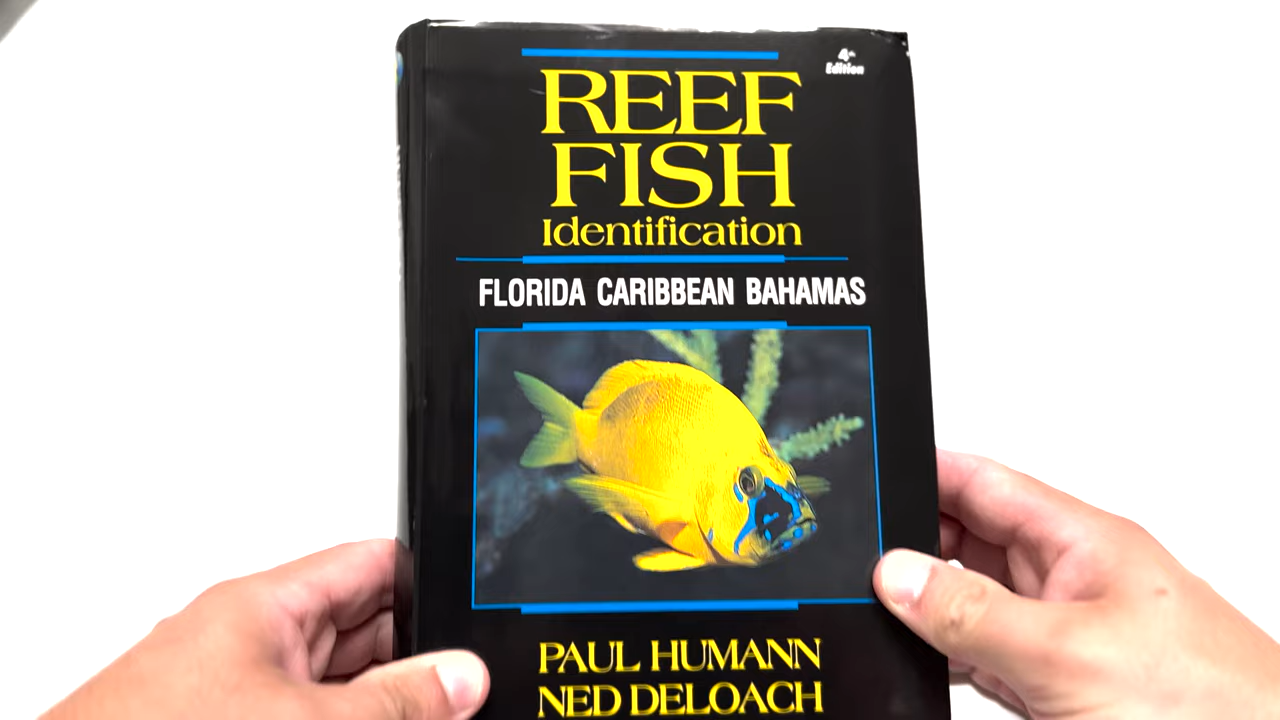 4th
Edition
REEF
FISH
Identification
FLORIDA CARIBBEAN BAHAMAS
PAUL HUMANN
NED DELOACH